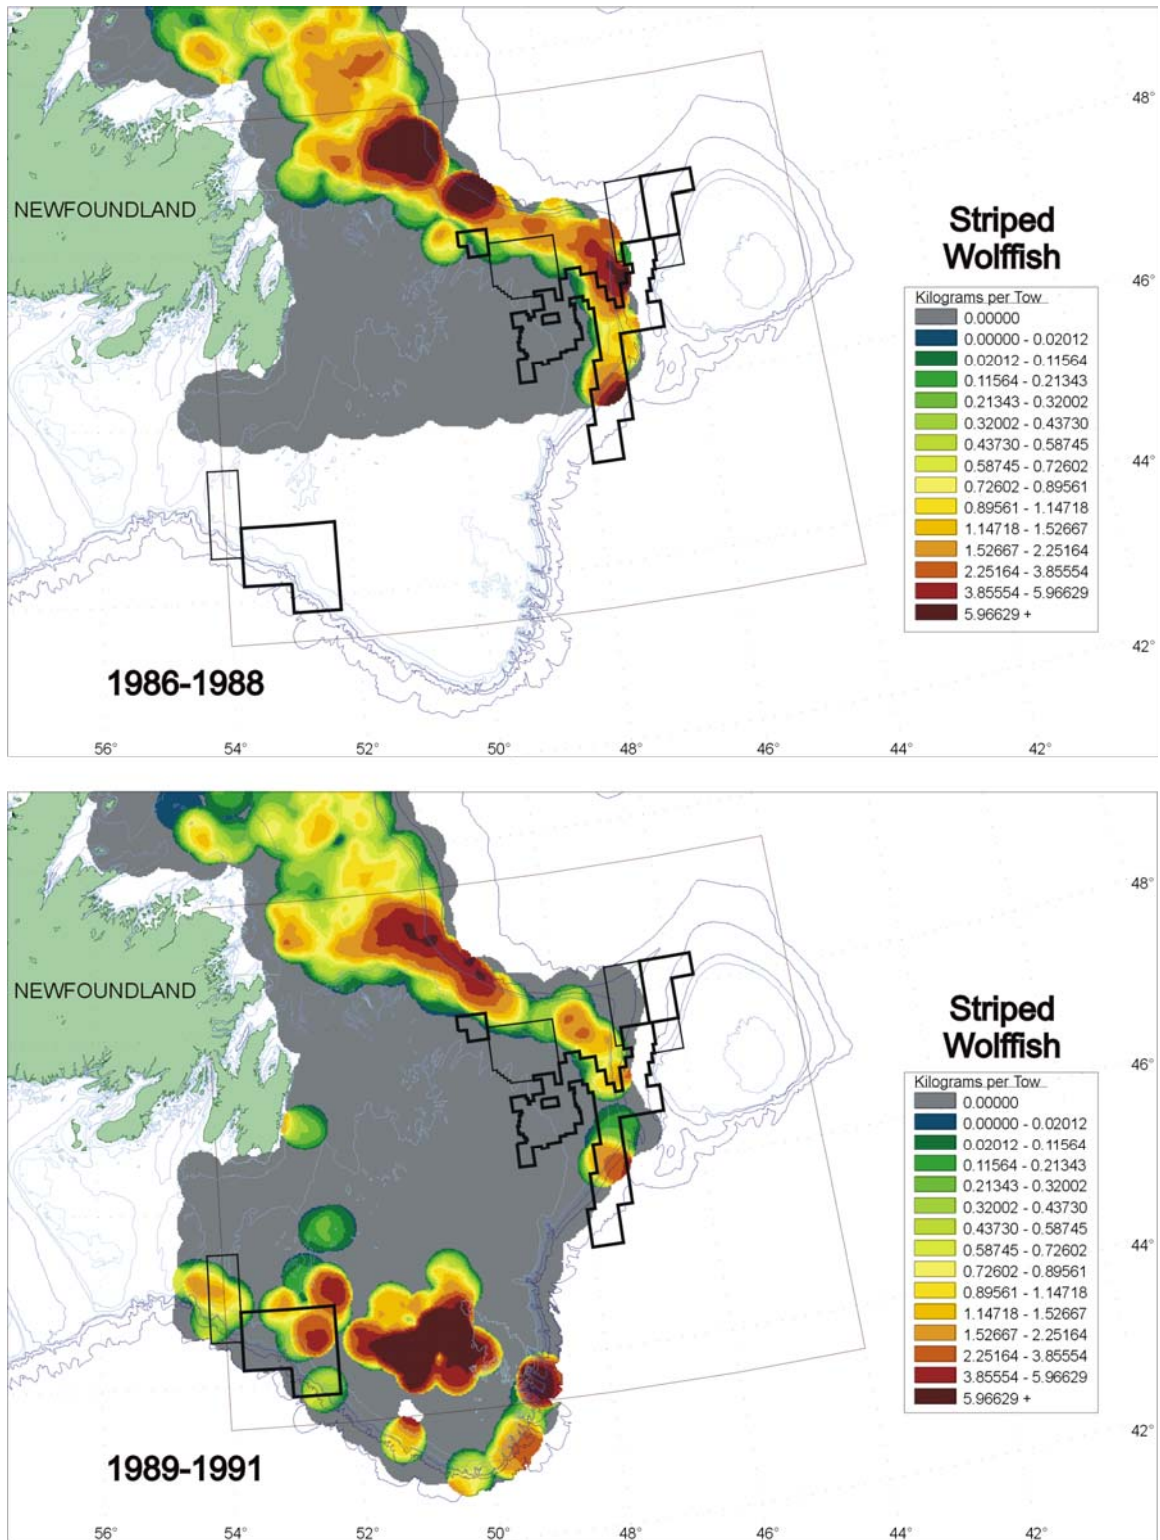 48°
NEWFOUNDLAND
Striped
Wolffish
46°
Kilograms per Tow
0.00000
0.00000 - 0.02012
0.02012 - 0.11564
0.11564 - 0.21343
0.21343 - 0.32002
0.32002 - 0.43730
0.43730 - 0.58745
0.58745 - 0.72602
0.72602 - 0.89561
0.89561 - 1.14718
1.14718 - 1.52667
1.52667 - 2.25164
2.25164 - 3.85554
3.85554 - 5.96629
5.96629 +
44°
42°
1986-1988
56°
54°
52°
50°
48°
46°
44°
42°
48°
NEWFOUNDLAND
Striped
Wolffish
46°
Kilograms per Tow
0.00000
0.00000 - 0.02012
0.02012 - 0.11564
0.11564 - 0.21343
0.21343 - 0.32002
0.32002 - 0.43730
0.43730 - 0.58745
0.58745 - 0.72602
0.72602 - 0.89561
0.89561 - 1.14718
1.14718 - 1.52667
1.52667 - 2.25164
2.25164 - 3.85554
3.85554 - 5.96629
5.96629 +
44°
42°
1989-1991
56°
54°
52°
50°
48°
46°
44°
42°